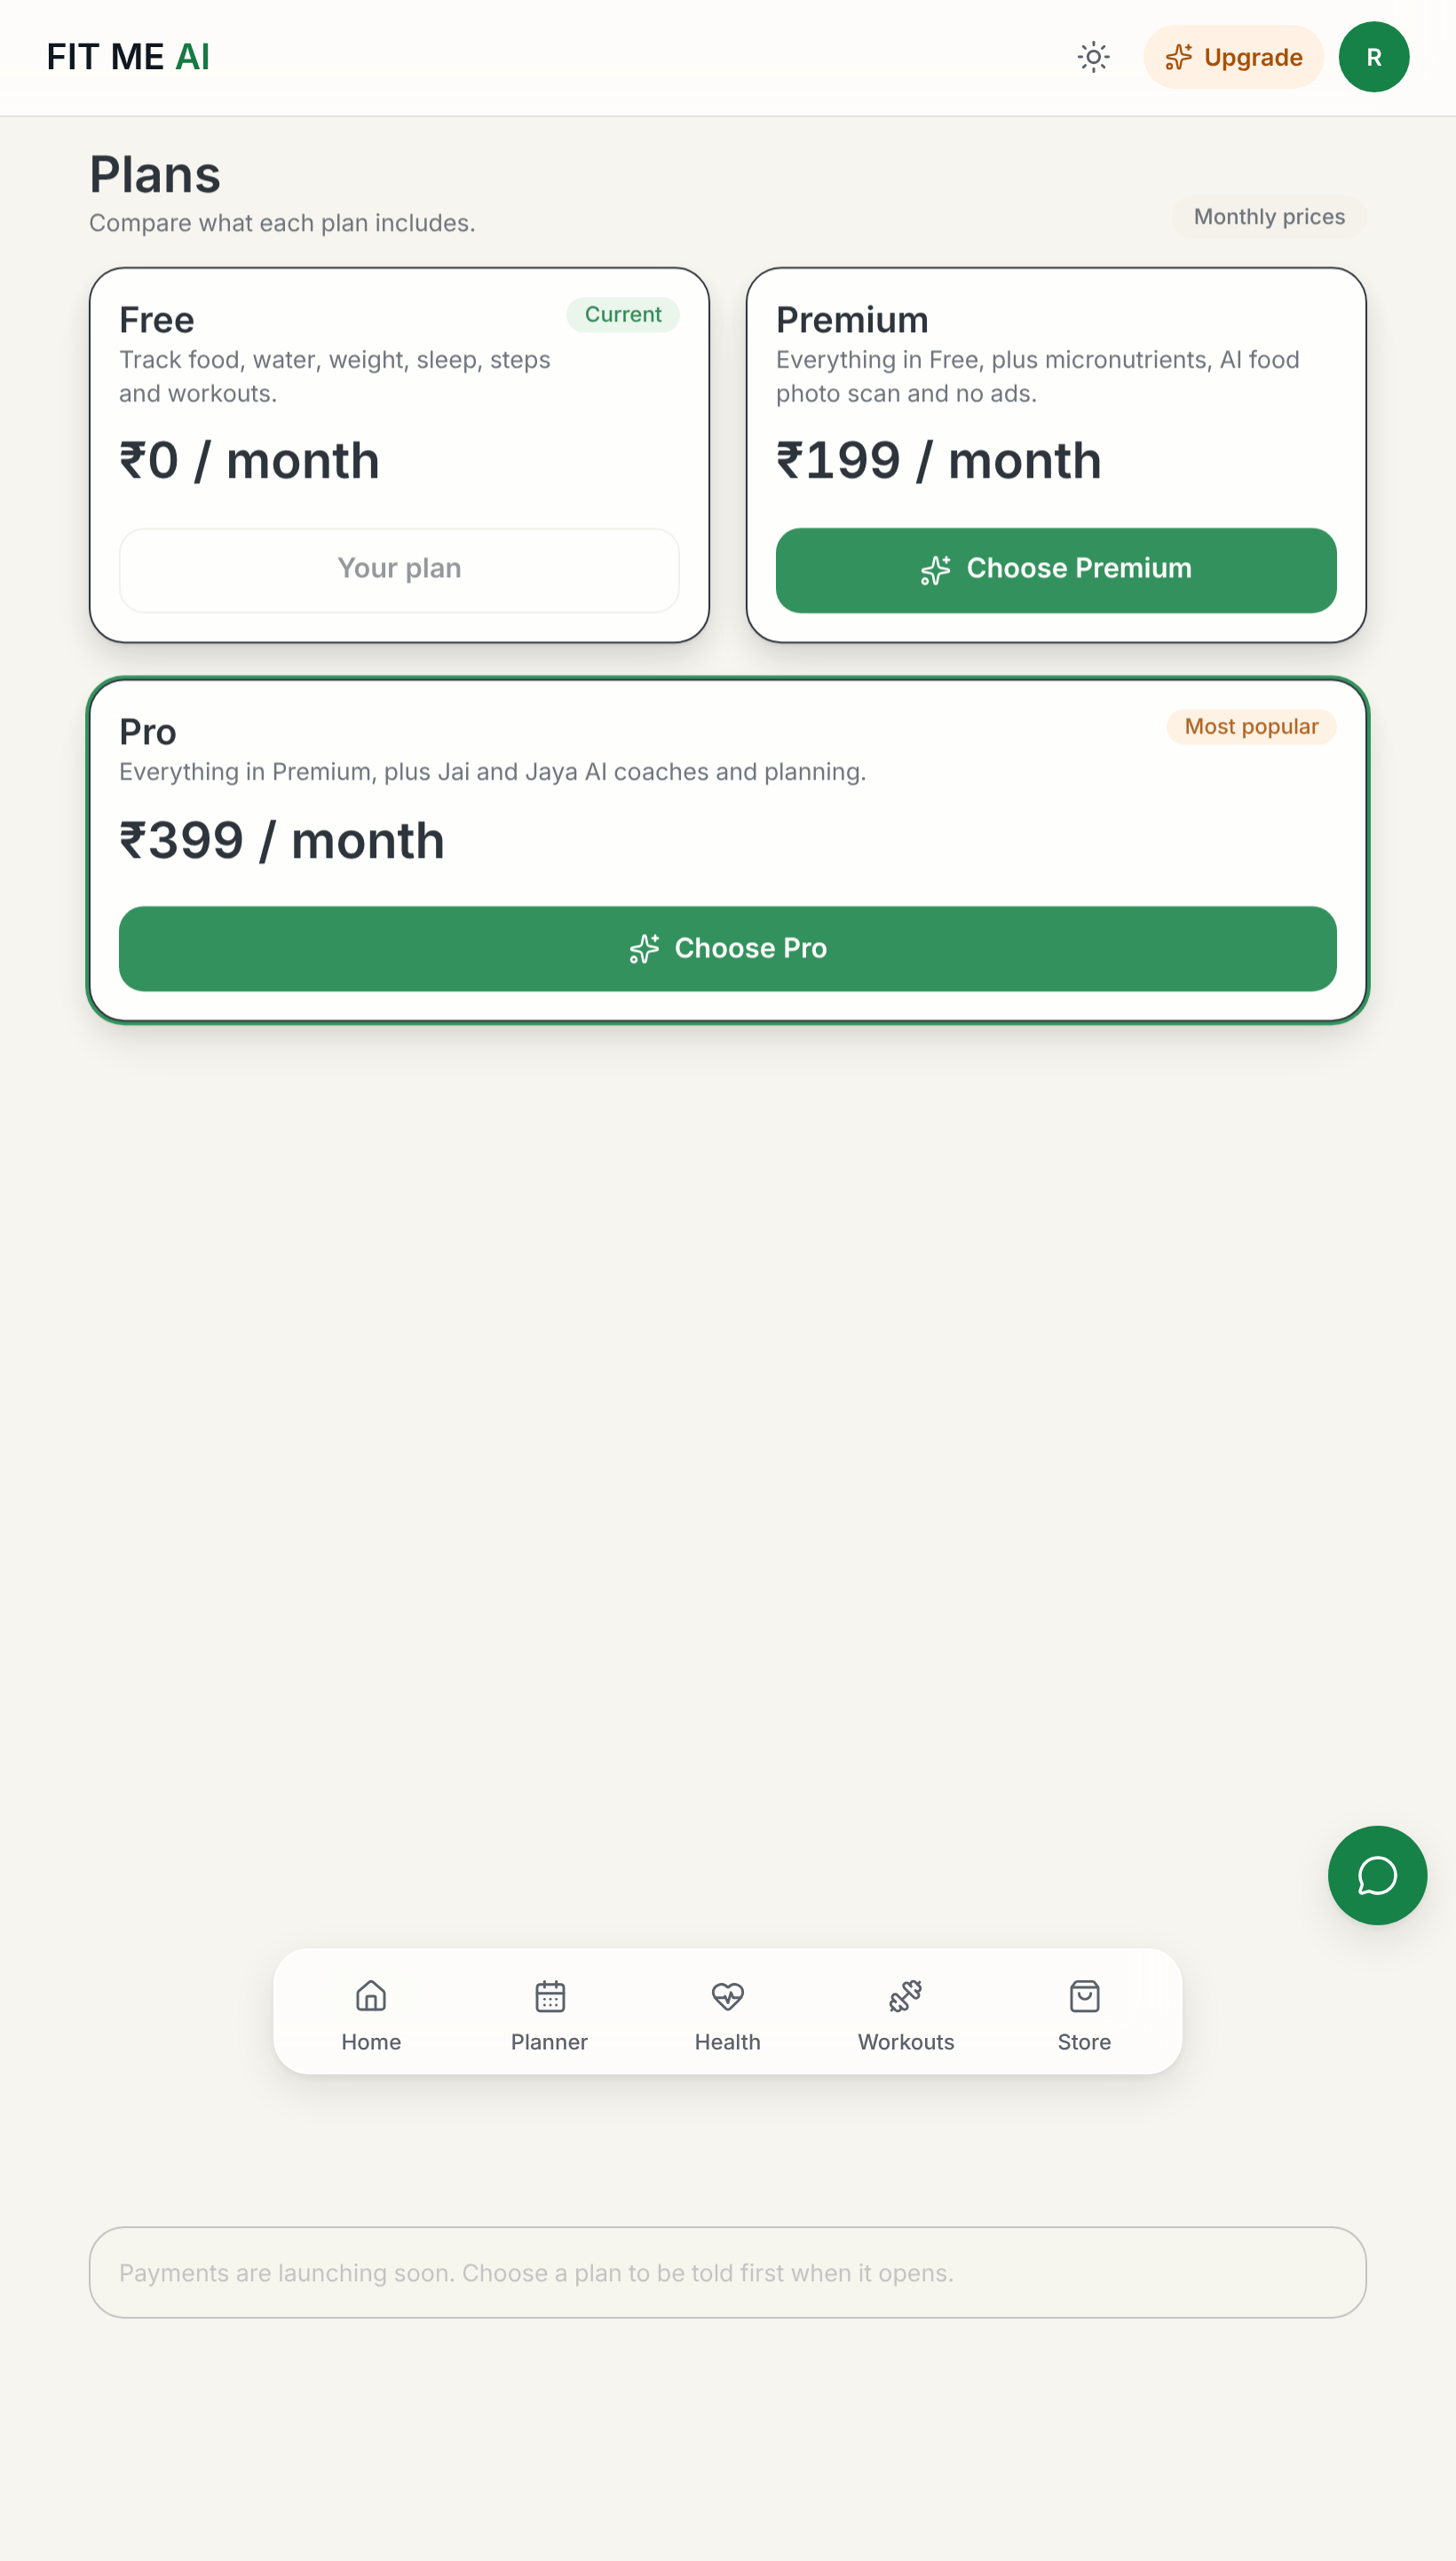 FIT ME AI
Upgrade
R
Plans
Compare what each plan includes.
Monthly prices
Free
Current
Track food, water, weight, sleep, steps
and workouts.
₹0 / month
Your plan
Premium
Everything in Free, plus micronutrients, AI food
photo scan and no ads.
₹199 / month
Choose Premium
Pro
Most popular
Everything in Premium, plus Jai and Jaya AI coaches and planning.
₹399 / month
Choose Pro
Home
Planner
Health
Workouts
Store
Payments are launching soon. Choose a plan to be told first when it opens.